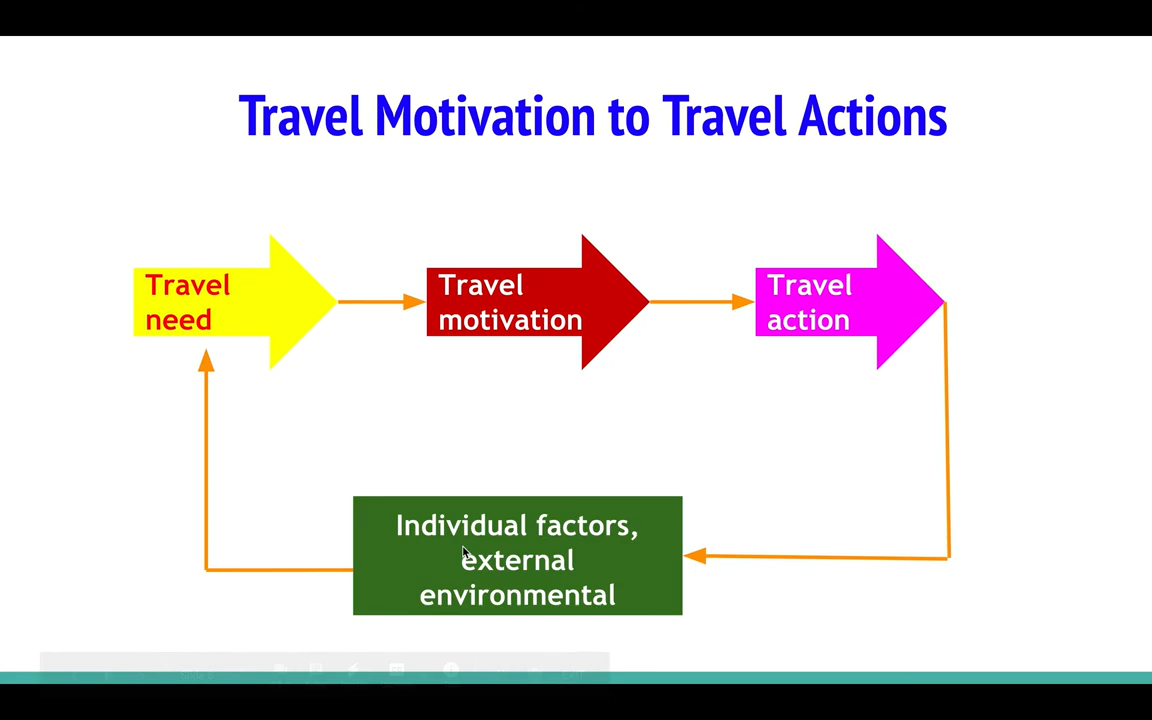 Travel Motivation to Travel Actions
Travel
need
Travel
motivation
Travel
action
Individual factors,
external
environmental